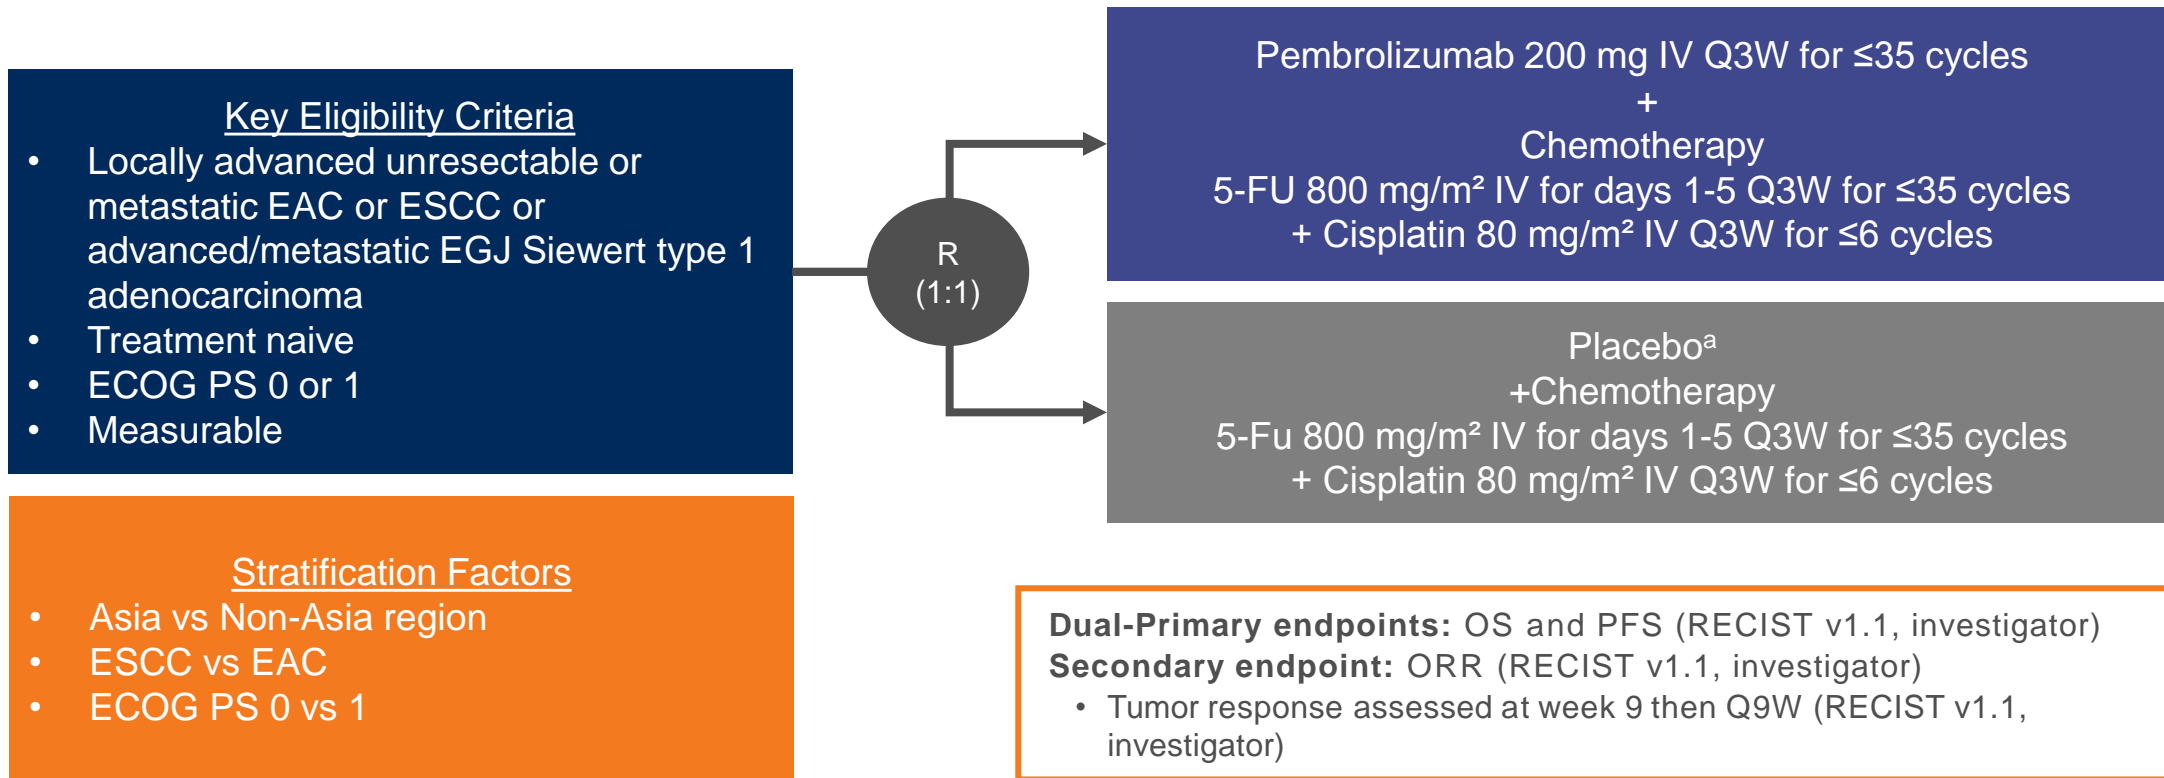 Key Eligibility Criteria
• Locally advanced unresectable or
metastatic EAC or ESCC or
advanced/metastatic EGJ Siewert type 1
adenocarcinoma
• Treatment naive
• ECOG PS 0 or 1
• Measurable
Stratification Factors
• Asia vs Non-Asia region
• ESCC vs EAC
• ECOG PS 0 vs 1
R
(1:1)
Pembrolizumab 200 mg IV Q3W for ≤35 cycles
+
Chemotherapy
5-FU 800 mg/m² IV for days 1-5 Q3W for ≤35 cycles
+ Cisplatin 80 mg/m² IV Q3W for ≤6 cycles
Placeboᵃ
+Chemotherapy
5-Fu 800 mg/m² IV for days 1-5 Q3W for ≤35 cycles
+ Cisplatin 80 mg/m² IV Q3W for ≤6 cycles
Dual-Primary endpoints: OS and PFS (RECIST v1.1, investigator)
Secondary endpoint: ORR (RECIST v1.1, investigator)
• Tumor response assessed at week 9 then Q9W (RECIST v1.1,
investigator)